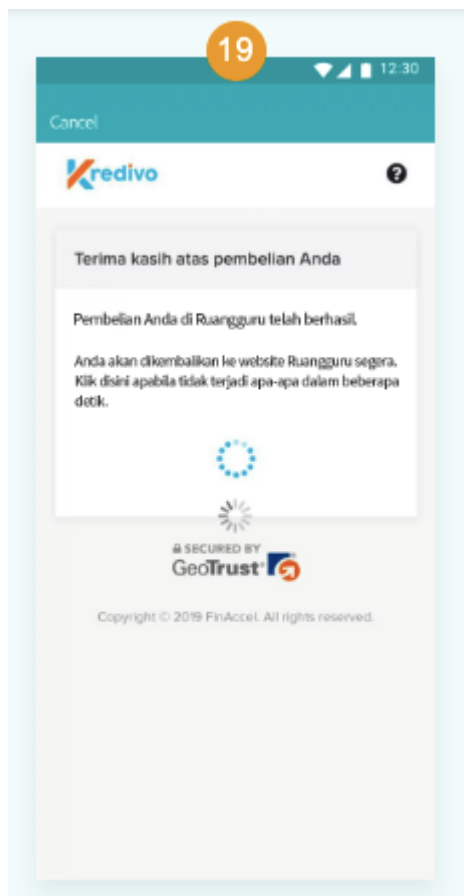 19
12:30
Cancel
Kredivo
Terima kasih atas pembelian Anda
Pembelian Anda di Ruangguru telah berhasil.
Anda akan dikembalikan ke website Ruangguru segera.
Klik disini apabila tidak terjadi apa-apa dalam beberapa
detik.
SECURED BY
GeoTrust
Copyright © 2019 FinAccel. All rights reserved.